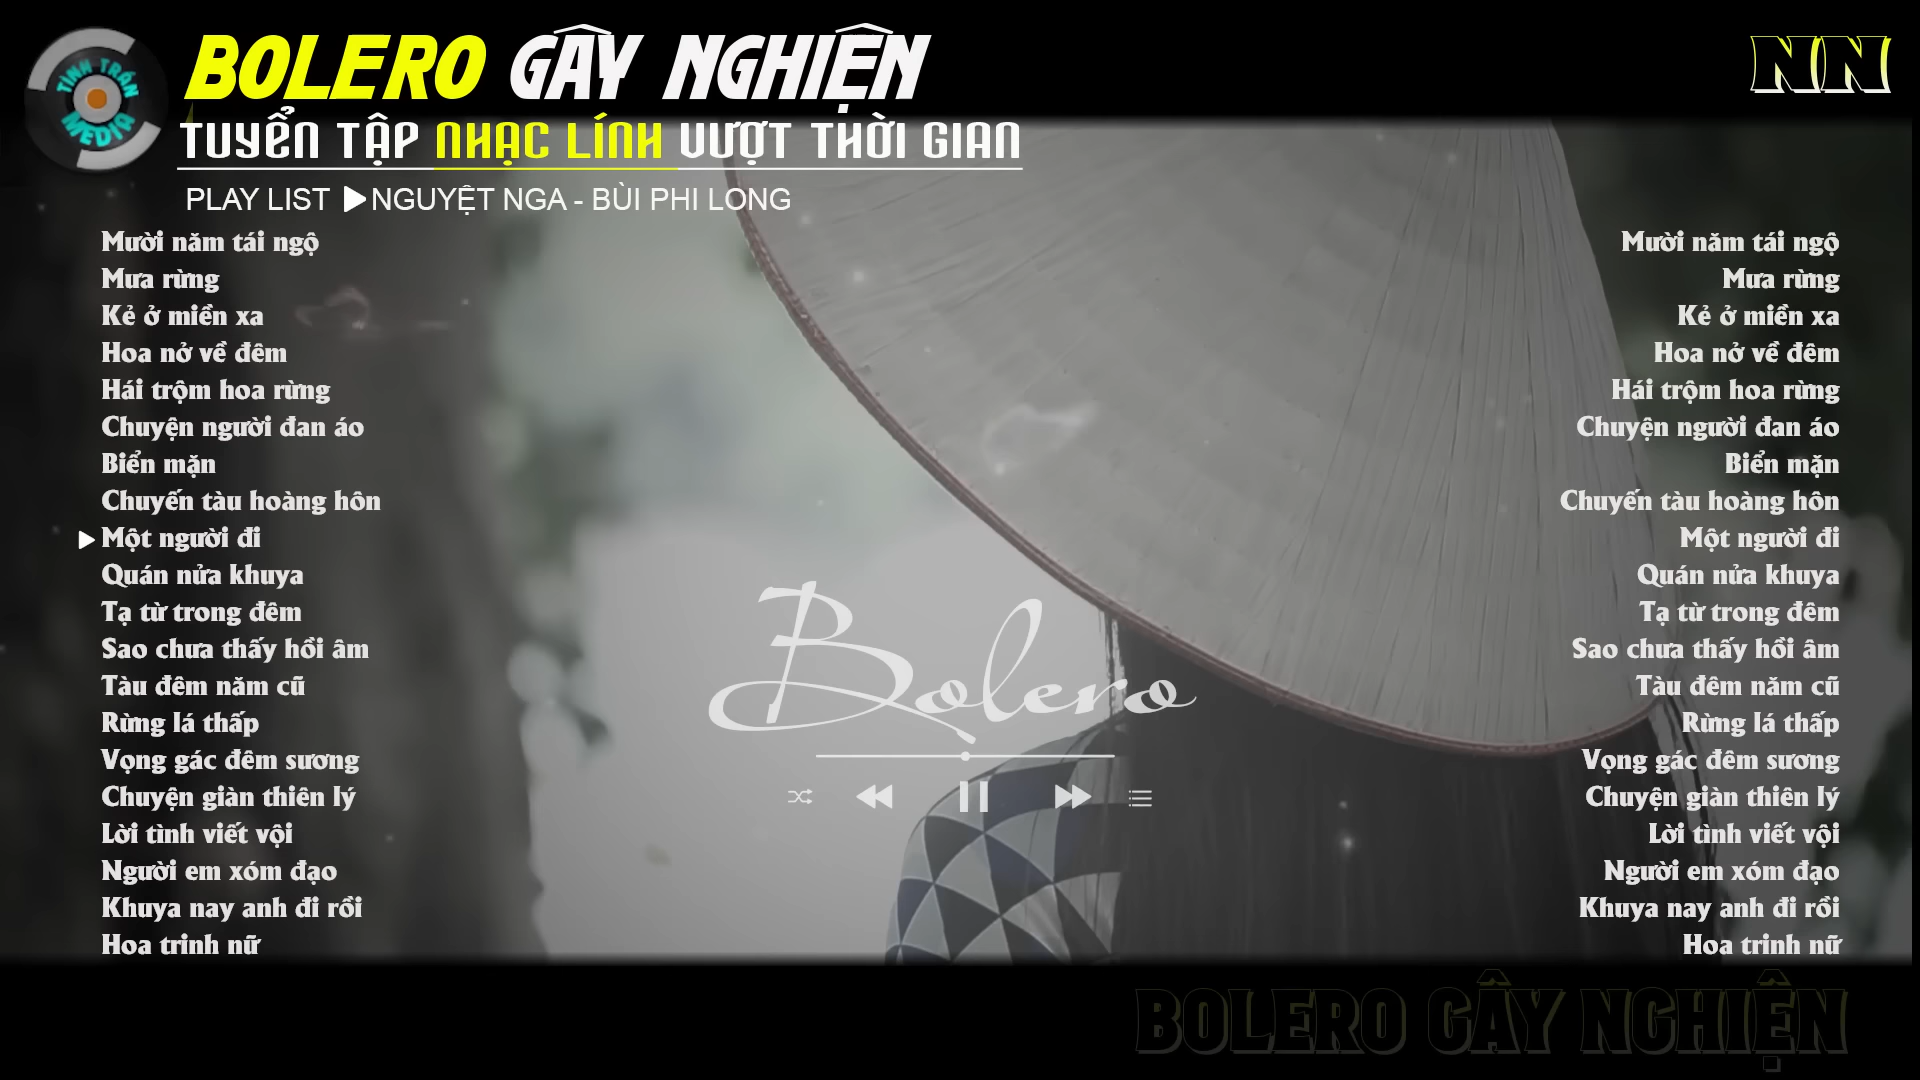 TÌNH TRẦN
MEDIA
BOLERO GÂY NGHIỆN
NN
TUYỂN TẬP NHẠC LÍNH VƯỢT THỜI GIAN
PLAY LIST NGUYỆT NGA - BÙI PHI LONG
Mười năm tái ngộ
Mưa rừng
Kẻ ở miền xa
Hoa nở về đêm
Hái trộm hoa rừng
Chuyện người đan áo
Biển mặn
Chuyến tàu hoàng hôn
Một người đi
Quán nửa khuya
Tạ từ trong đêm
Sao chưa thấy hồi âm
Tàu đêm năm cũ
Rừng lá thấp
Vọng gác đêm sương
Chuyện giàn thiên lý
Lời tình viết vội
Người em xóm đạo
Khuya nay anh đi rồi
Hoa trinh nữ
Bolero
Mười năm tái ngộ
Mưa rừng
Kẻ ở miền xa
Hoa nở về đêm
Hái trộm hoa rừng
Chuyện người đan áo
Biển mặn
Chuyến tàu hoàng hôn
Một người đi
Quán nửa khuya
Tạ từ trong đêm
Sao chưa thấy hồi âm
Tàu đêm năm cũ
Rừng lá thấp
Vọng gác đêm sương
Chuyện giàn thiên lý
Lời tình viết vội
Người em xóm đạo
Khuya nay anh đi rồi
Hoa trinh nữ
BOLERO GÂY NGHIỆN